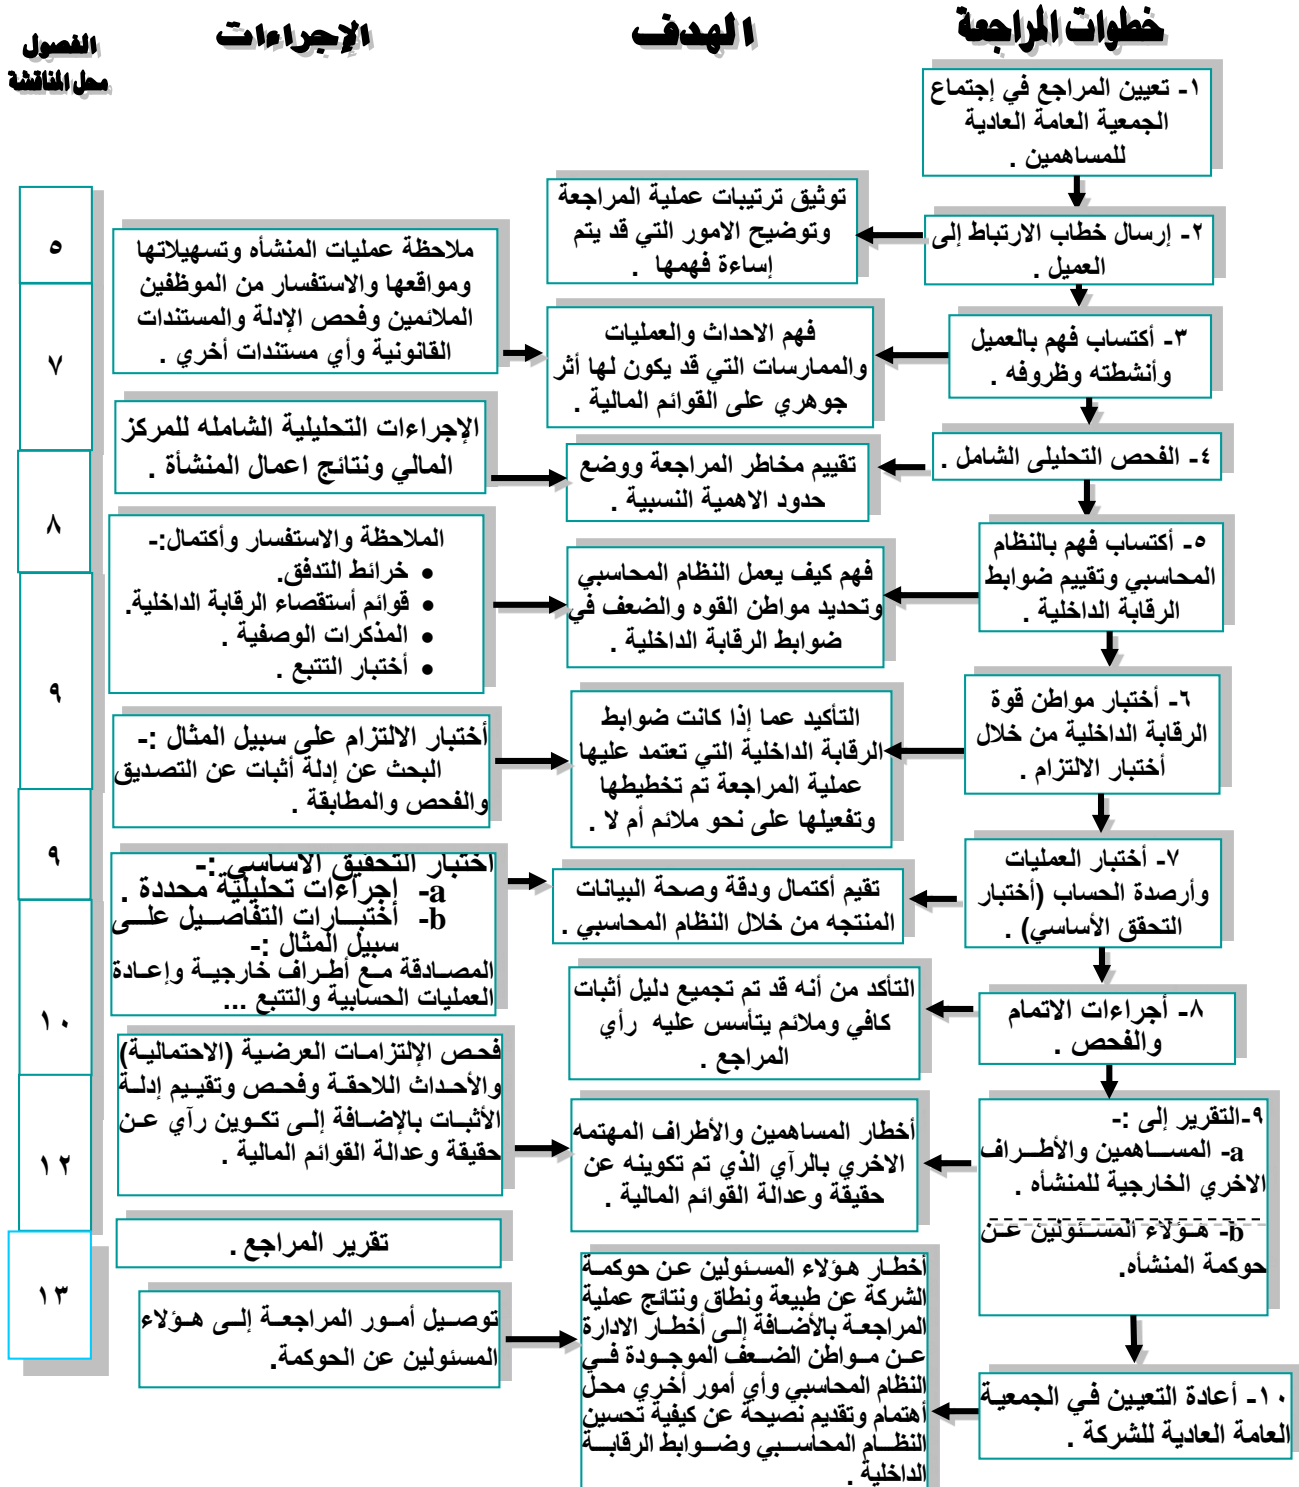 خطوات المراجعة
الهدف
الإجراءات
الفصول
محل المناقشة
١- تعيين المراجع في إجتماع
الجمعية العامة العادية
للمساهمين .
٢- إرسال خطاب الارتباط إلى
العميل .
توثيق ترتيبات عملية المراجعة
وتوضيح الامور التي قد يتم
إساءة فهمها .
٥
٣- أكتساب فهم بالعميل
وأنشطته وظروفه .
فهم الاحداث والعمليات
والممارسات التي قد يكون لها أثر
جوهري على القوائم المالية .
ملاحظة عمليات المنشأه وتسهيلاتها
ومواقعها والاستفسار من الموظفين
الملائمين وفحص الإدلة والمستندات
القانونية وأي مستندات أخري .
٧
٤- الفحص التحليلى الشامل .
تقييم مخاطر المراجعة ووضع
حدود الاهمية النسبية .
الإجراءات التحليلية الشامله للمركز
المالي ونتائج اعمال المنشأة .
٨
٥- أكتساب فهم بالنظام
المحاسبي وتقييم ضوابط
الرقابة الداخلية .
فهم كيف يعمل النظام المحاسبي
وتحديد مواطن القوه والضعف في
ضوابط الرقابة الداخلية .
الملاحظة والاستفسار وأكتمال:-
• خرائط التدفق.
• قوائم أستقصاء الرقابة الداخلية.
• المذكرات الوصفية .
• أختبار التتبع .
٩
٦- أختبار مواطن قوة
الرقابة الداخلية من خلال
أختبار الالتزام .
التأكيد عما إذا كانت ضوابط
الرقابة الداخلية التي تعتمد عليها
عملية المراجعة تم تخطيطها
وتفعيلها على نحو ملائم أم لا .
أختبار الالتزام على سبيل المثال :-
البحث عن إدلة أثبات عن التصديق
والفحص والمطابقة .
٩
٧- أختبار العمليات
وأرصدة الحساب (أختبار
التحقق الأساسي) .
تقيم أكتمال ودقة وصحة البيانات
المنتجه من خلال النظام المحاسبي .
اختبار التحقيق الاساسي :-
a- اجراءات تحليلية محددة .
b- أختبارات التفاصيل على
سبيل المثال :-
المصادقة مع أطراف خارجية وإعادة
العمليات الحسابية والتتبع ...
١٠
٨- أجراءات الاتمام
والفحص .
التأكد من أنه قد تم تجميع دليل أثبات
كافي وملائم يتأسس عليه رأي
المراجع .
فحص الإلتزامات العرضية (الاحتمالية)
والأحداث اللاحقة وفحص وتقييم إدلة
الأثبات بالإضافة إلى تكوين رآي عن
حقيقة وعدالة القوائم المالية .
١٢
٩-التقرير إلى :-
a- المساهمين والأطراف
الاخري الخارجية للمنشأه .
b- هؤلاء المسئولين عن
حوكمة المنشأه.
أخطار المساهمين والأطراف المهتمه
الاخري بالرآي الذي تم تكوينه عن
حقيقة وعدالة القوائم المالية .
تقرير المراجع .
١٣
أخطار هؤلاء المسئولين عن حوكمة
الشركة عن طبيعة ونطاق ونتائج عملية
المراجعة بالأضافة إلى أخطار الادارة
عن مواطن الضعف الموجودة في
النظام المحاسبي وأي أمور أخري محل
أهتمام وتقديم نصيحة عن كيفية تحسين
النظام المحاسبي وضوابط الرقابة
الداخلية .
توصيل أمور المراجعة إلى هؤلاء
المسئولين عن الحوكمة.
١٠- أعادة التعيين في الجمعية
العامة العادية للشركة .